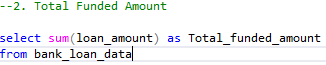 --2. Total Funded Amount
select sum(loan_amount) as Total_funded_amount
from bank_loan_data